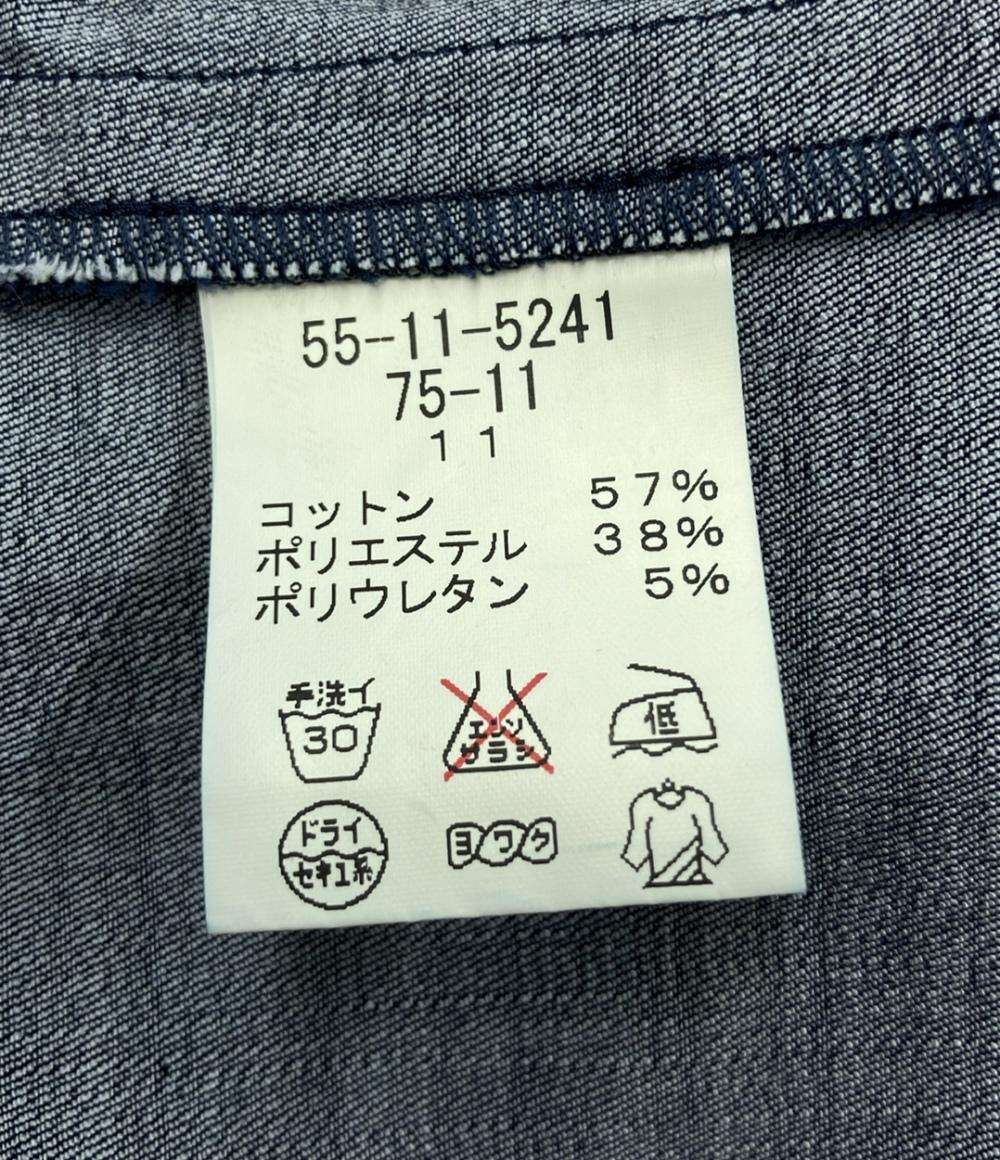 55-11-5241
75-11
11
コットン 57%
ポリエステル 38%
ポリウレタン 5%
手洗イ
30
エンソ
サラシ
低
ドライ
セキユ系
ヨワク